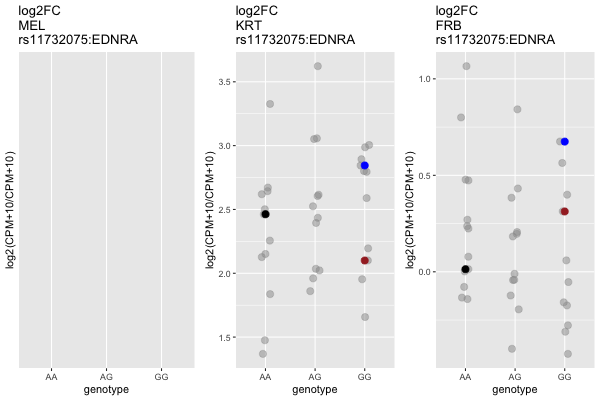 log2FC
MEL
rs11732075:EDNRA
log2(CPM+10/CPM+10)
AA AG GG
genotype
log2FC
KRT
rs11732075:EDNRA
log2(CPM+10/CPM+10)
3.5
3.0
2.5
2.0
1.5
AA AG GG
genotype
log2FC
FRB
rs11732075:EDNRA
log2(CPM+10/CPM+10)
1.0
0.5
0.0
AA AG GG
genotype